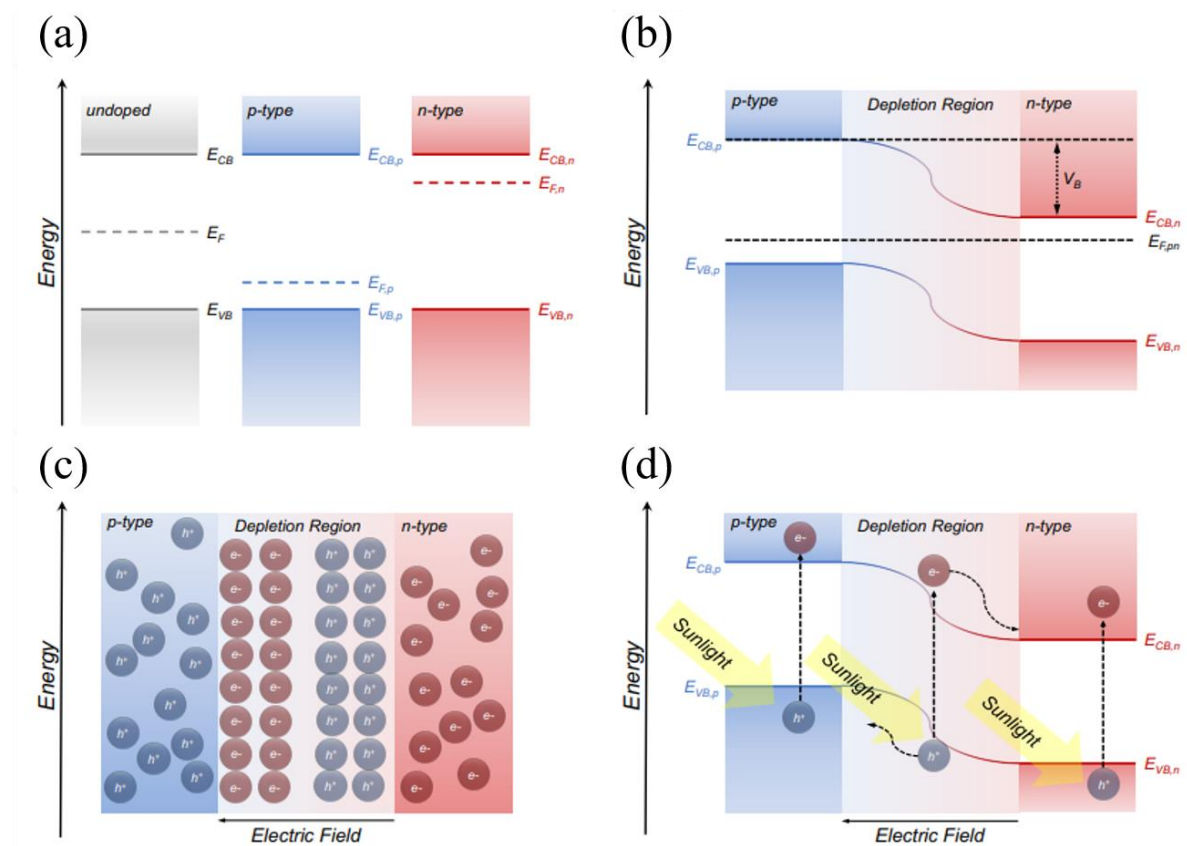 (a)
Energy
undoped
p-type
n-type
E_CB
E_CB,p
E_CB,n
E_F,n
E_F
E_F,p
E_VB
E_VB,p
E_VB,n
(b)
Energy
p-type
Depletion Region
n-type
E_CB,p
V_B
E_CB,n
E_F,pn
E_VB,p
E_VB,n
(c)
Energy
p-type
Depletion Region
n-type
h+
h+
h+
h+
h+
h+
h+
h+
h+
h+
h+
h+
h+
e- e- h+ h+
e- e- h+ h+
e- e- h+ h+
e- e- h+ h+
e- e- h+ h+
e- e- h+ h+
e- e- h+ h+
e- e- h+ h+
e-
e-
e-
e-
e-
e-
e-
e-
e-
e-
e-
e-
e-
Electric Field
(d)
Energy
p-type
Depletion Region
n-type
e-
e-
e-
E_CB,p
E_CB,n
Sunlight
Sunlight
Sunlight
E_VB,p
h+
h+
E_VB,n
h+
Electric Field